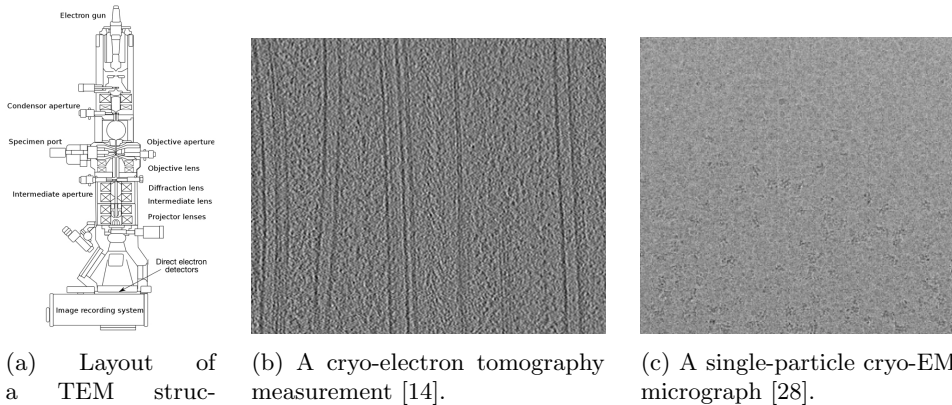 Electron gun
Condensor aperture
Specimen port
Objective aperture
Objective lens
Intermediate aperture
Diffraction lens
Intermediate lens
Projector lenses
Direct electron
detectors
Image recording system
(a) Layout of
a TEM struc-
(b) A cryo-electron tomography
measurement [14].
(c) A single-particle cryo-EM
micrograph [28].